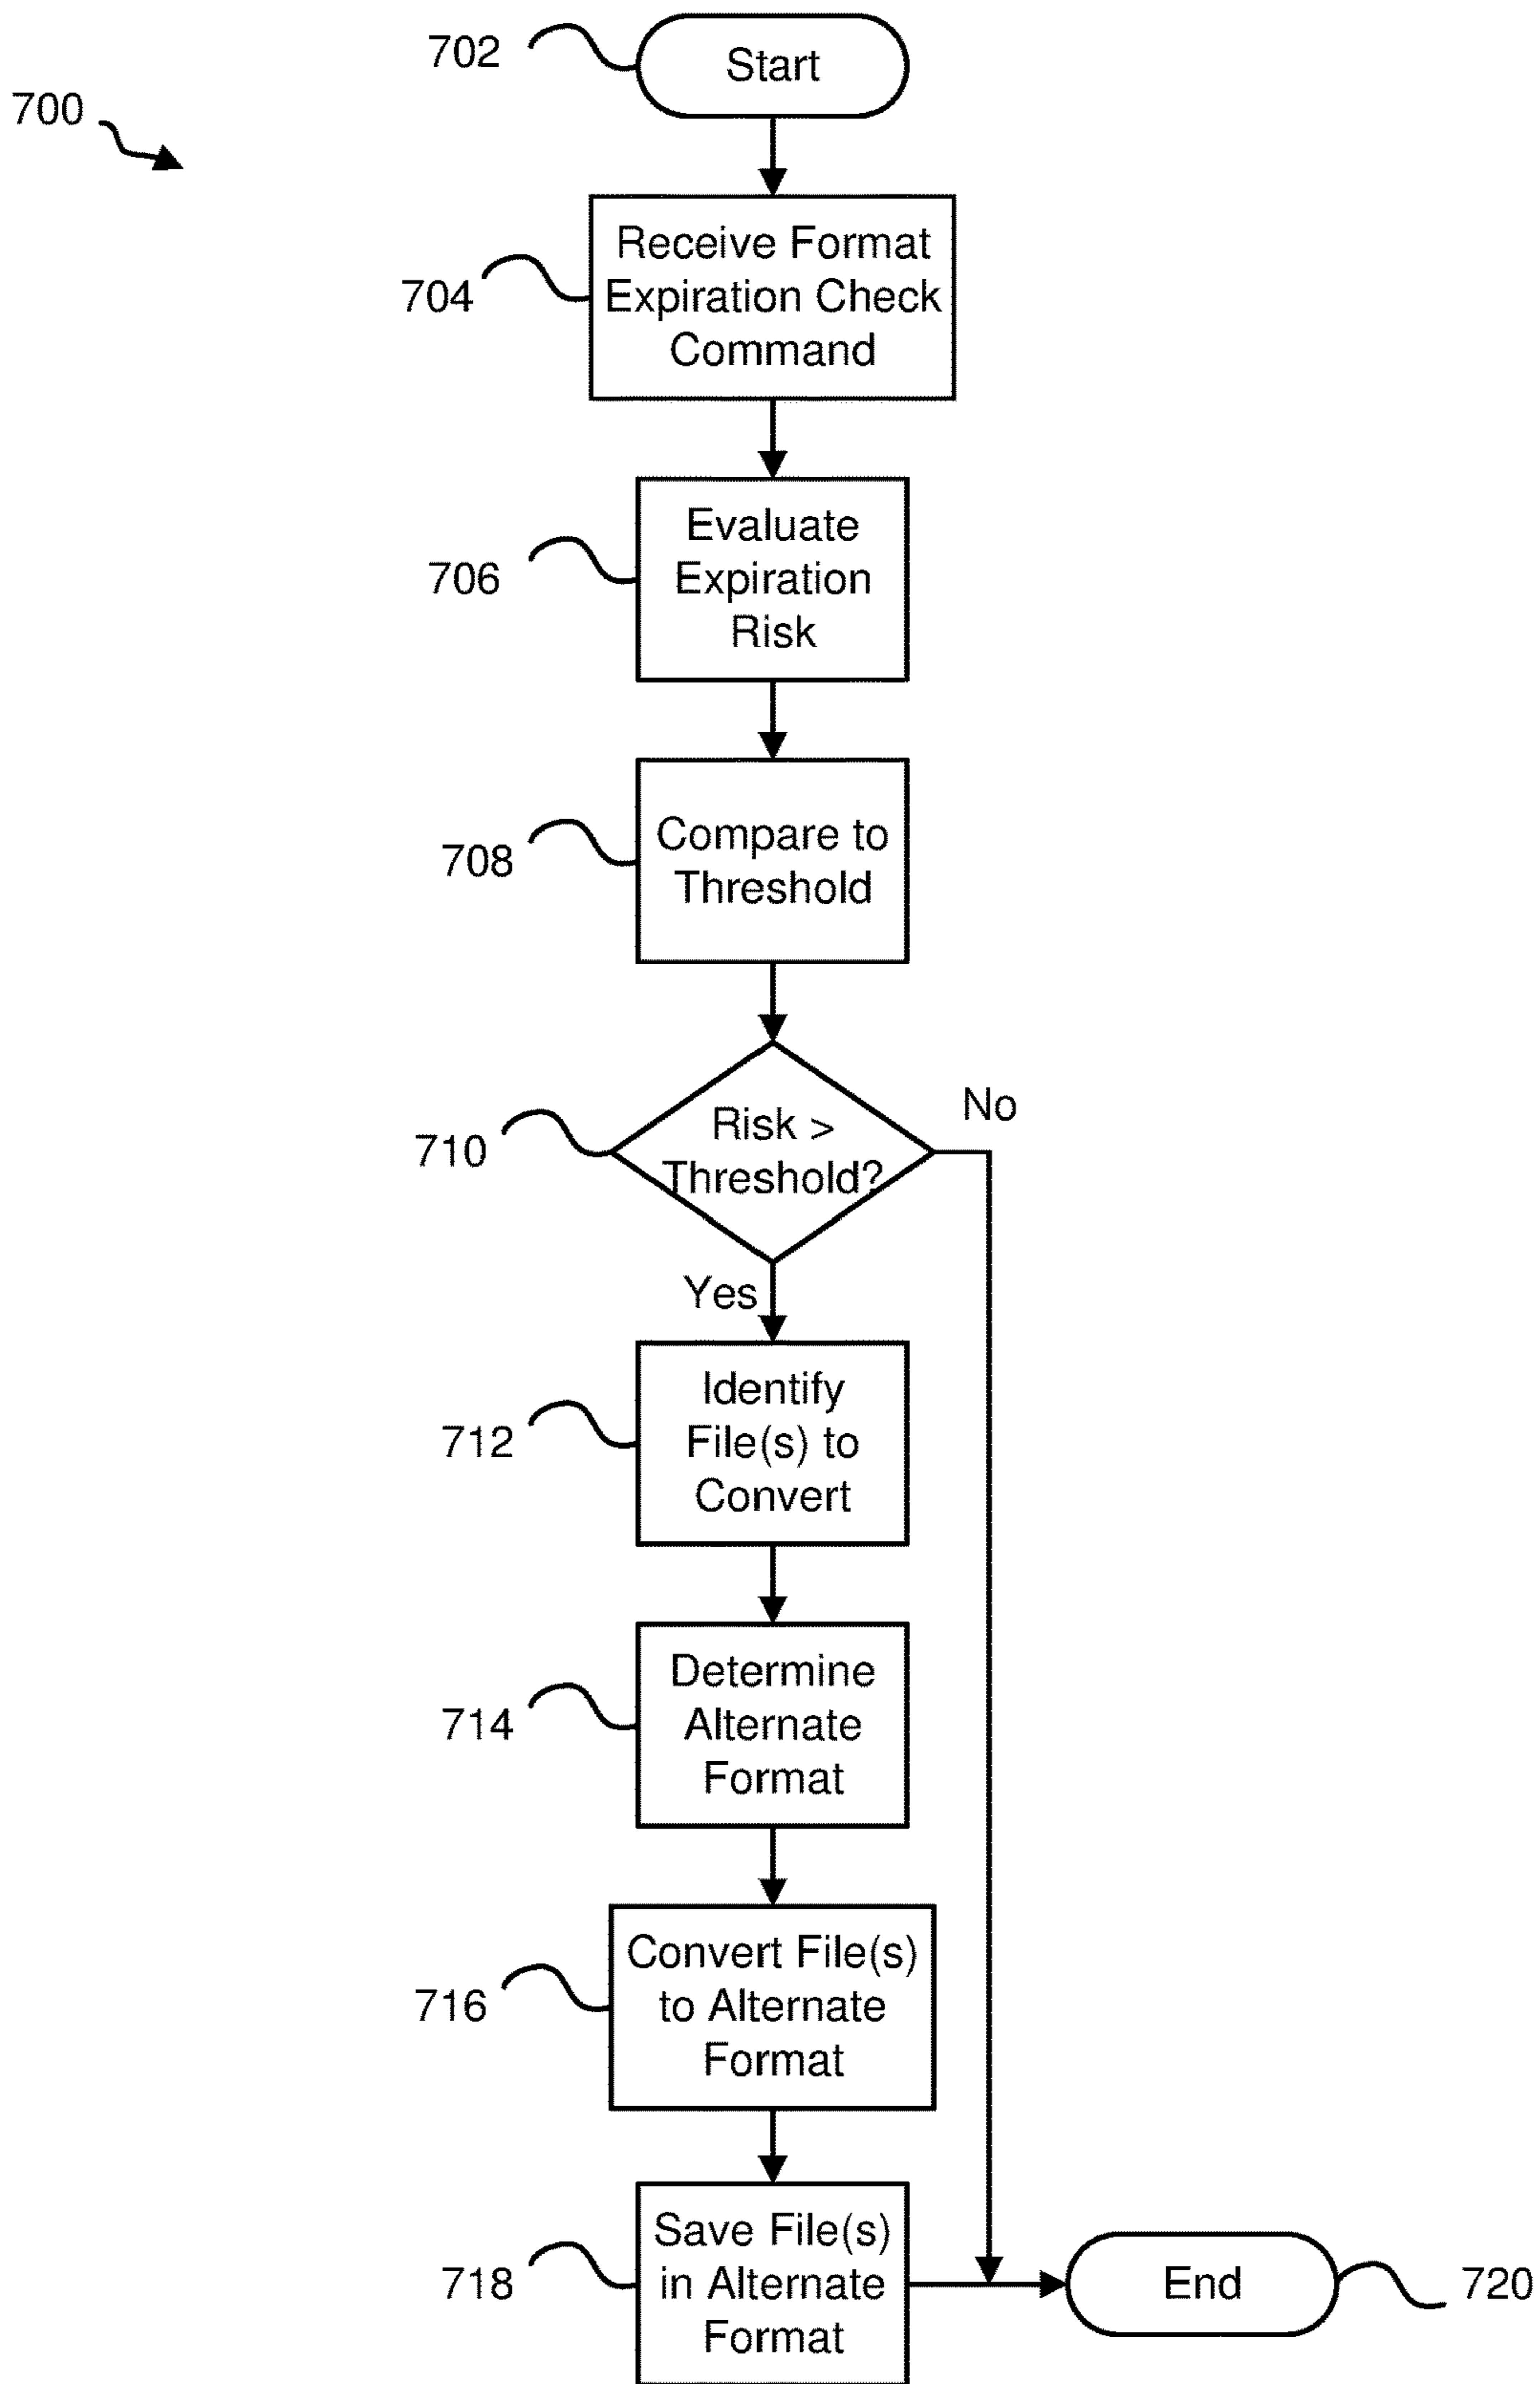 702
Start
700
704
Receive Format
Expiration Check
Command
706
Evaluate
Expiration
Risk
708
Compare to
Threshold
710
Risk >
Threshold?
No
Yes
712
Identify
File(s) to
Convert
714
Determine
Alternate
Format
716
Convert File(s)
to Alternate
Format
718
Save File(s)
in Alternate
Format
End
720